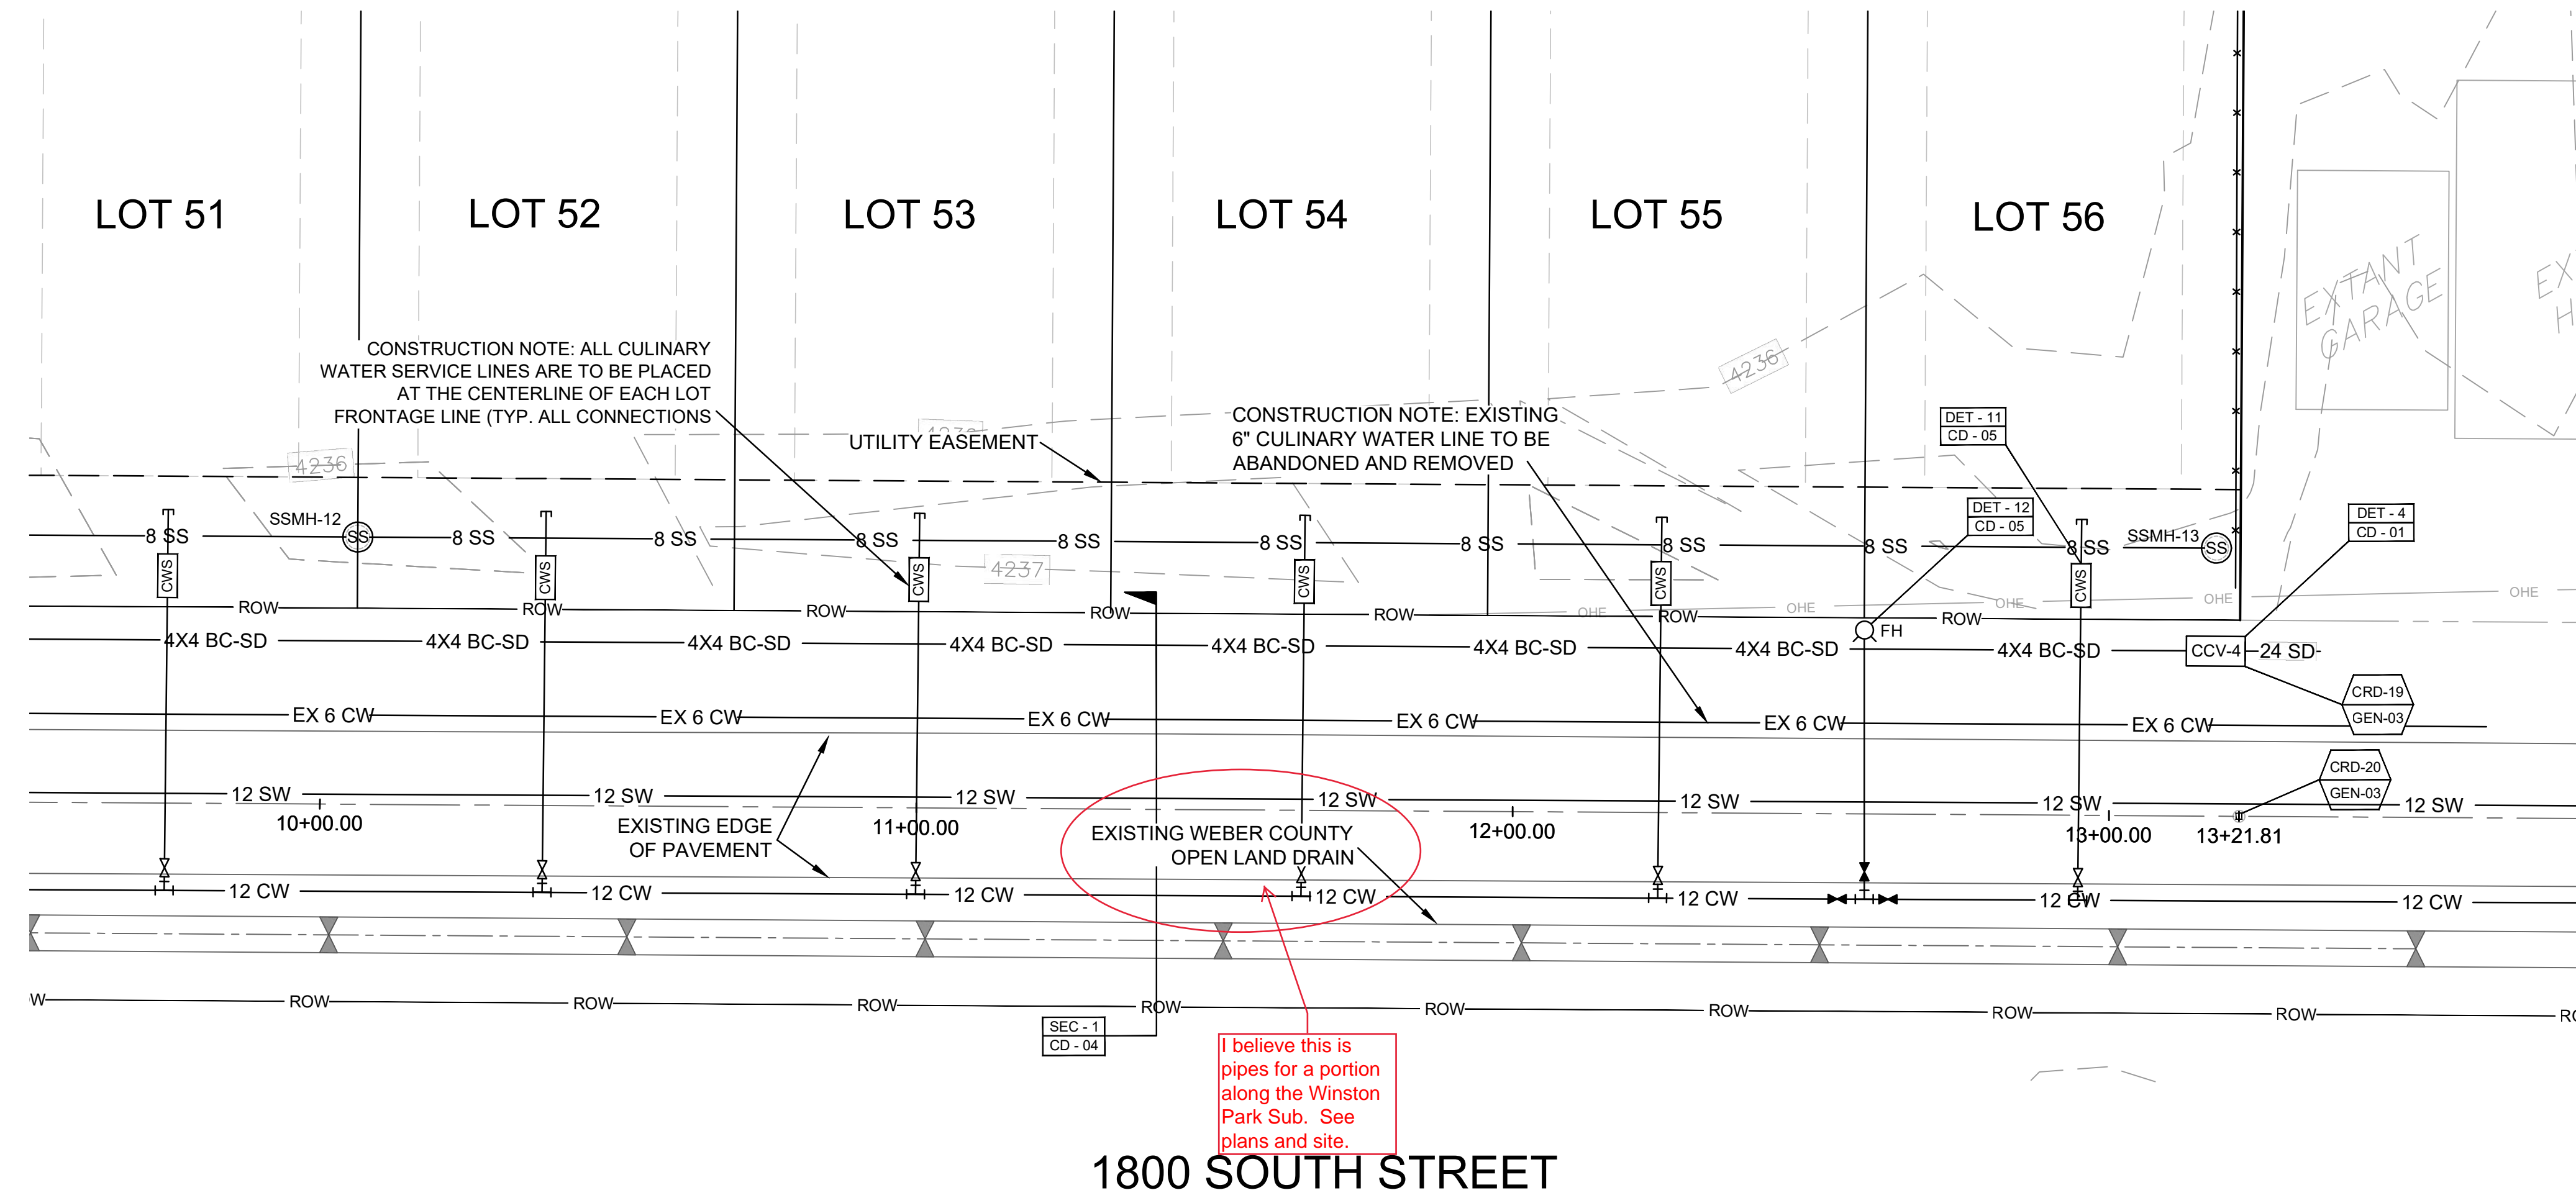 LOT 51
LOT 52
LOT 53
LOT 54
LOT 55
LOT 56
EXTANT
GARAGE
EX
H
CONSTRUCTION NOTE: ALL CULINARY
WATER SERVICE LINES ARE TO BE PLACED
AT THE CENTERLINE OF EACH LOT
FRONTAGE LINE (TYP. ALL CONNECTIONS
4236
UTILITY EASEMENT
CONSTRUCTION NOTE: EXISTING
6" CULINARY WATER LINE TO BE
ABANDONED AND REMOVED
4236
DET - 11
CD - 05
DET - 12
CD - 05
DET - 4
CD - 01
SSMH-12
SS
SSMH-13
SS
8 SS
8 SS
8 SS
8 SS
8 SS
8 SS
8 SS
8 SS
8 SS
8 SS
4237
CWS
CWS
CWS
CWS
CWS
CWS
OHE
OHE
OHE
OHE
OHE
ROW
ROW
ROW
ROW
ROW
ROW
ROW
FH
4X4 BC-SD
4X4 BC-SD
4X4 BC-SD
4X4 BC-SD
4X4 BC-SD
4X4 BC-SD
4X4 BC-SD
4X4 BC-SD
CCV-4
24 SD
CRD-19
GEN-03
EX 6 CW
EX 6 CW
EX 6 CW
EX 6 CW
EX 6 CW
EX 6 CW
CRD-20
GEN-03
12 SW
12 SW
12 SW
12 SW
12 SW
12 SW
12 SW
10+00.00
11+00.00
12+00.00
13+00.00
13+21.81
EXISTING EDGE
OF PAVEMENT
EXISTING WEBER COUNTY
OPEN LAND DRAIN
12 CW
12 CW
12 CW
12 CW
12 CW
12 CW
12 CW
W
ROW
ROW
ROW
ROW
ROW
ROW
ROW
ROW
RO
SEC - 1
CD - 04
I believe this is
pipes for a portion
along the Winston
Park Sub. See
plans and site.
1800 SOUTH STREET